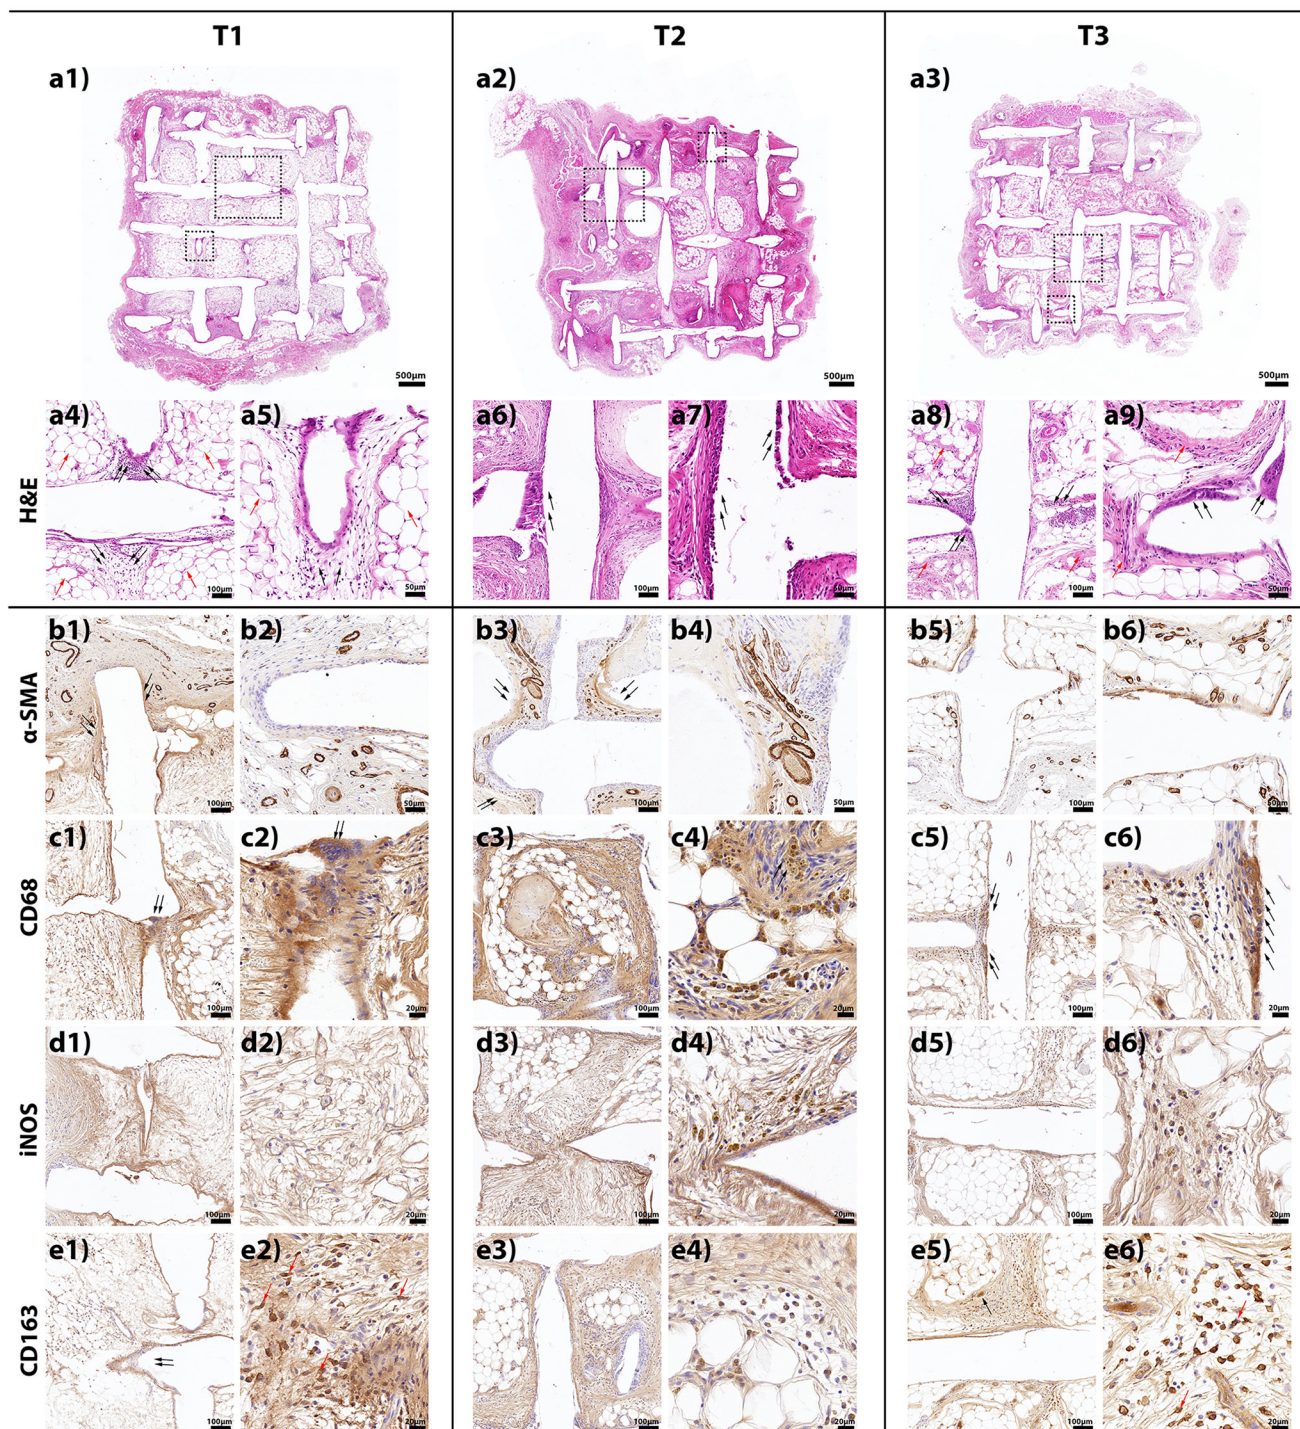 T1 T2 T3
a1) a2) a3)
500µm 500µm 500µm
H&E
a4) a5) a6) a7) a8) a9)
100µm 50µm 100µm 50µm 100µm 50µm
α-SMA
b1) b2) b3) b4) b5) b6)
100µm 50µm 100µm 50µm 100µm 50µm
CD68
c1) c2) c3) c4) c5) c6)
100µm 20µm 100µm 20µm 100µm 20µm
iNOS
d1) d2) d3) d4) d5) d6)
100µm 20µm 100µm 20µm 100µm 20µm
CD163
e1) e2) e3) e4) e5) e6)
100µm 20µm 100µm 20µm 100µm 20µm